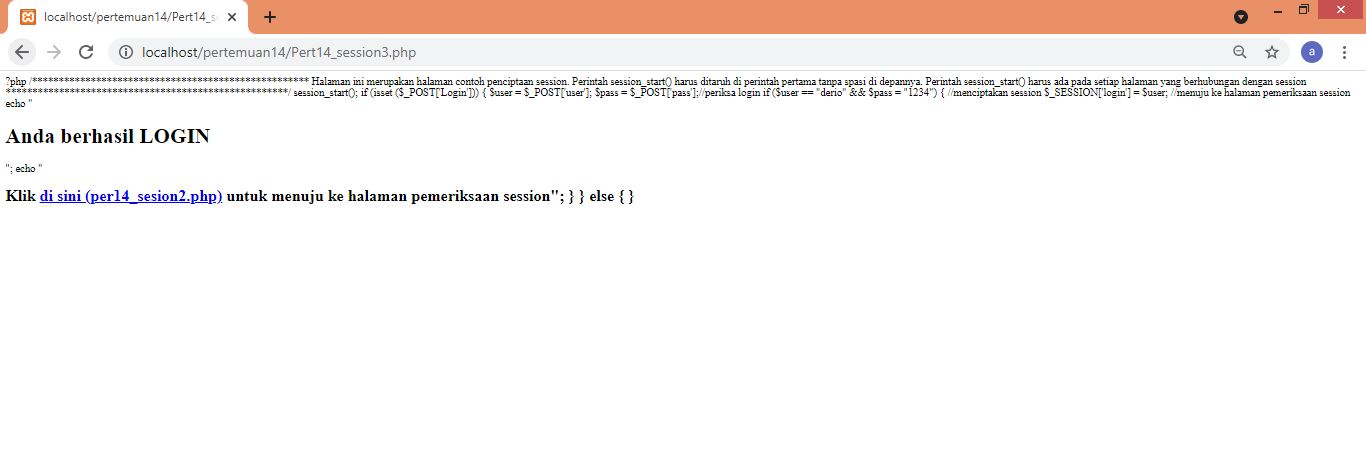 localhost/pertemuan14/Pert14_s
localhost/pertemuan14/Pert14_session3.php
a
?php /****************************************************** Halaman ini merupakan halaman contoh penciptaan session. Perintah session_start() harus ditaruh di perintah pertama tanpa spasi di depannya. Perintah session_start() harus ada pada setiap halaman yang berhubungan dengan session
******************************************************/ session_start(); if (isset ($_POST['Login'])) { $user = $_POST['user']; $pass = $_POST['pass'];//periksa login if ($user == "derio" && $pass = "1234") { //menciptakan session $_SESSION['login'] = $user; //menuju ke halaman pemeriksaan session
echo "
Anda berhasil LOGIN
"; echo "
Klik di sini (per14_sesion2.php) untuk menuju ke halaman pemeriksaan session"; } } else { }